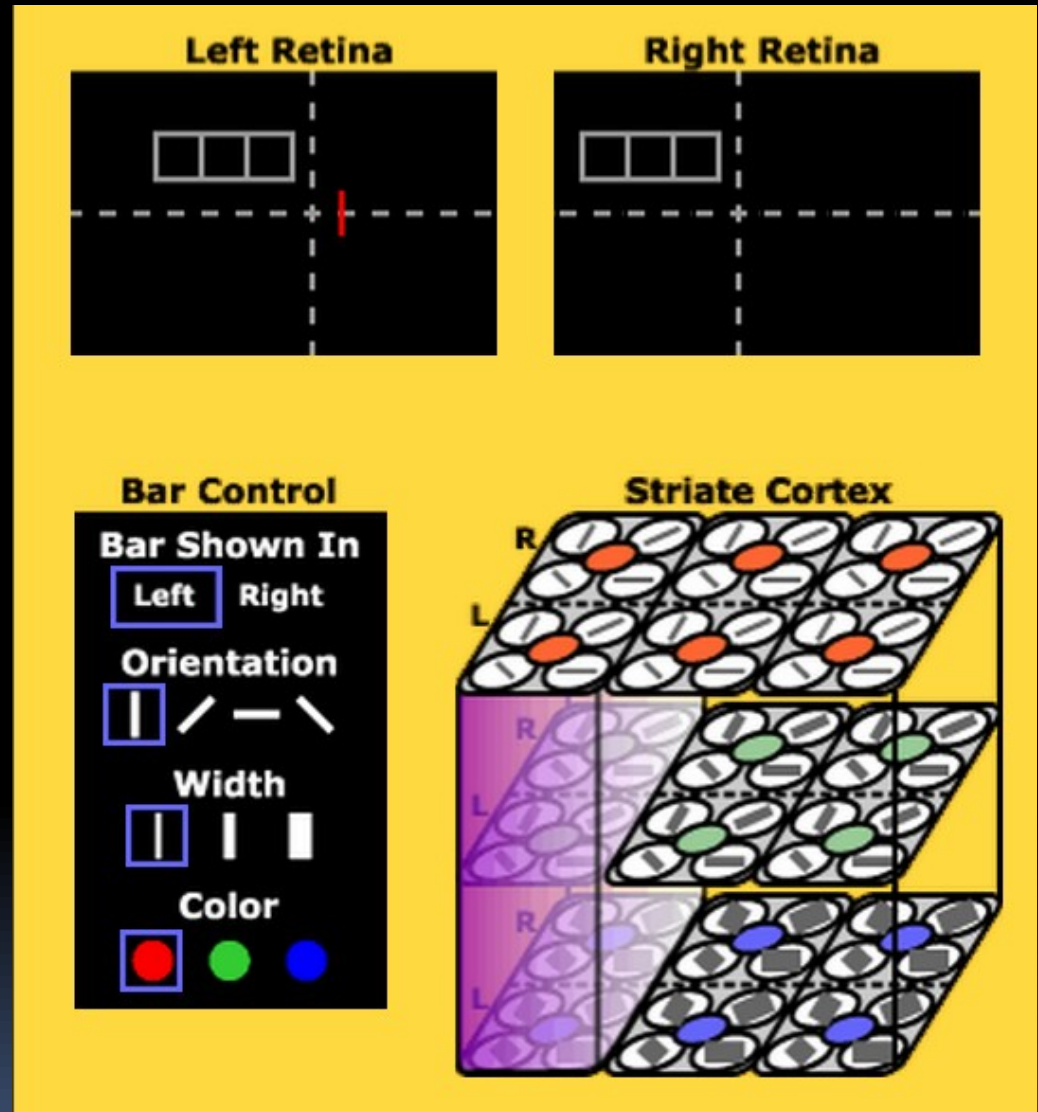 Left Retina
Right Retina
Bar Control
Bar Shown In
Left Right
Orientation
Width
Color
Striate Cortex
R
L
R
L
R
L